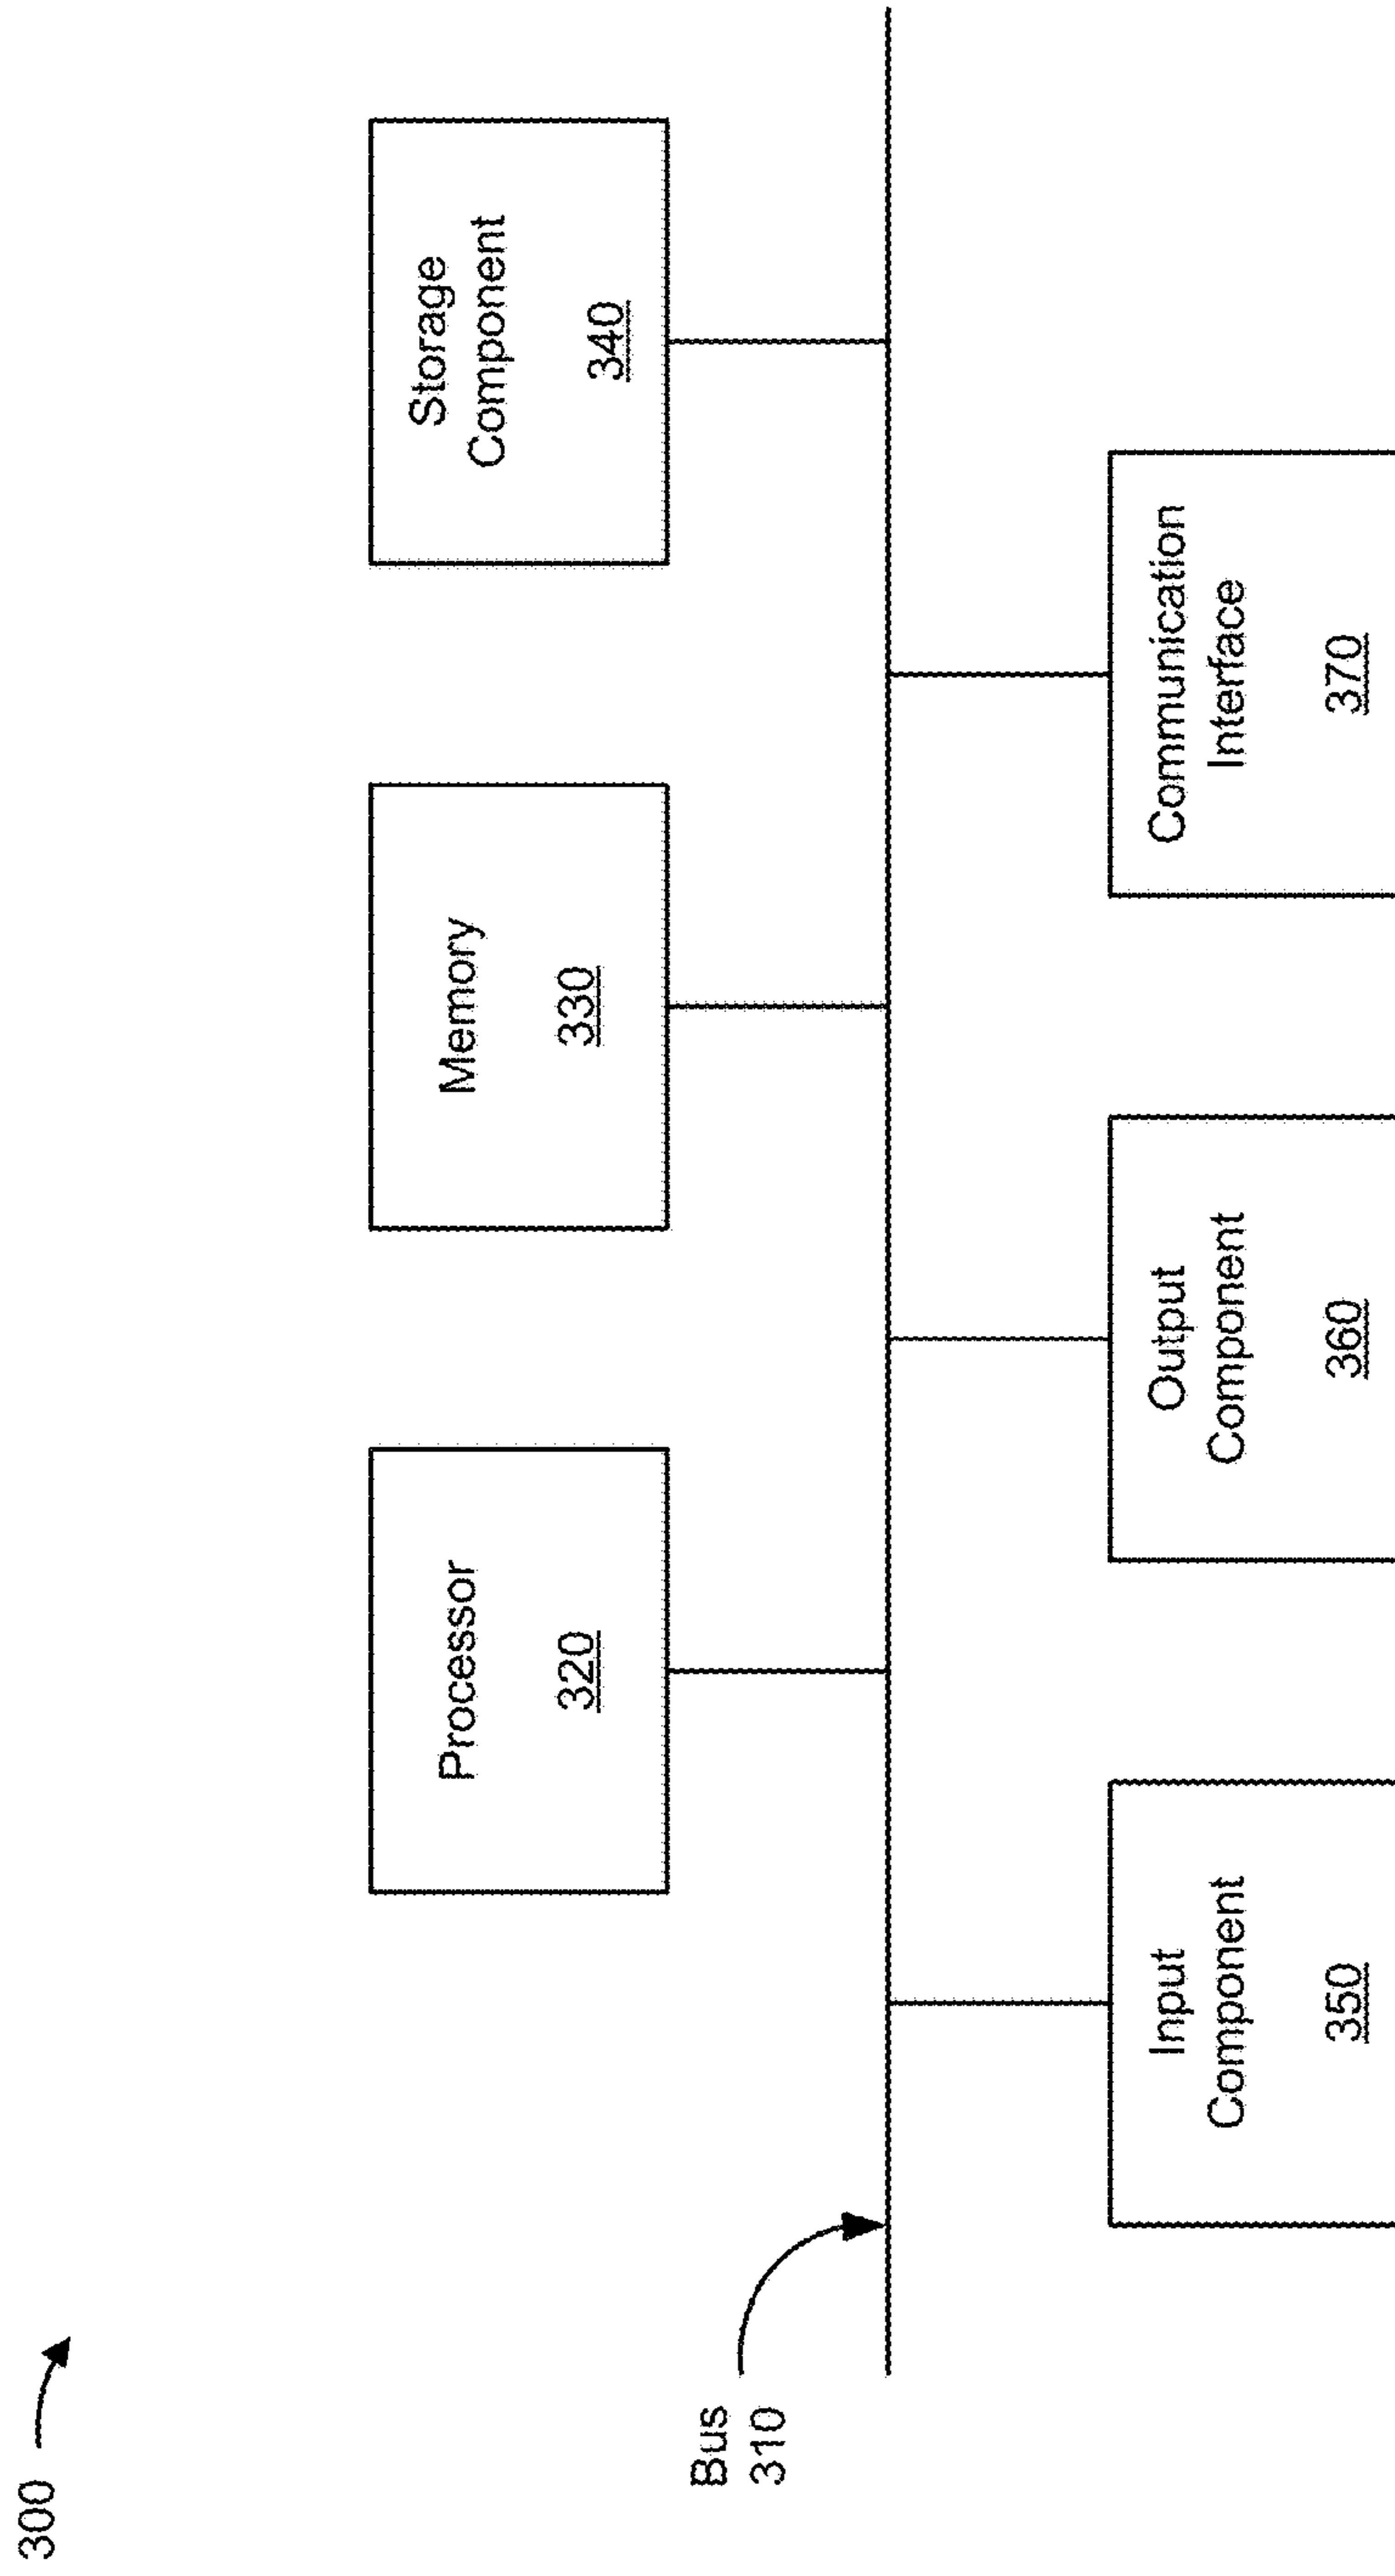 300
Processor
320
Memory
330
Storage
Component
340
Bus
310
Input
Component
350
Output
Component
360
Communication
Interface
370